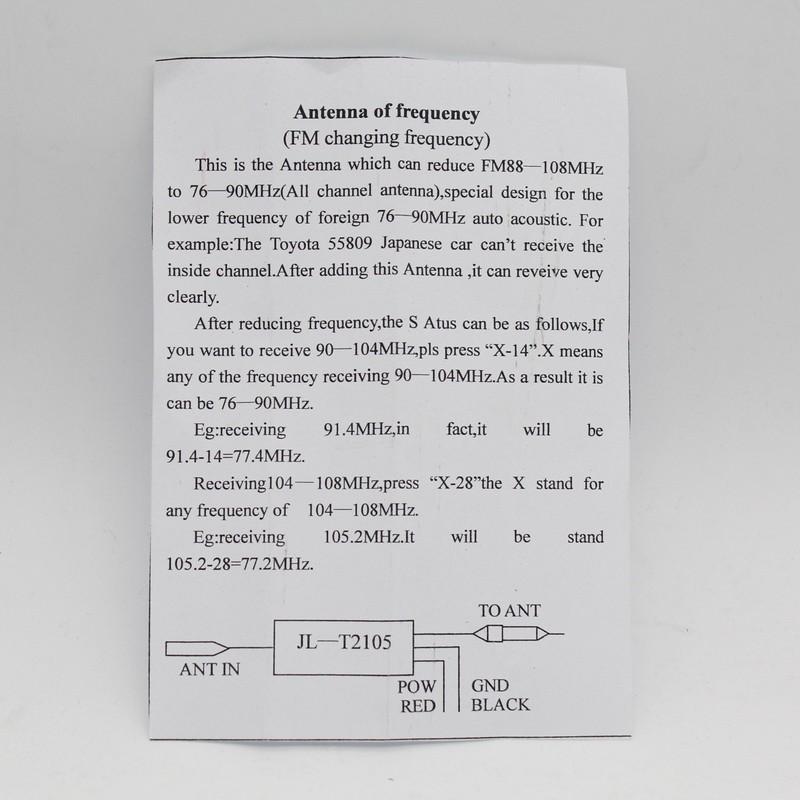 Antenna of frequency
(FM changing frequency)
This is the Antenna which can reduce FM88—108MHz
to 76—90MHz(All channel antenna),special design for the
lower frequency of foreign 76—90MHz auto acoustic. For
example:The Toyota 55809 Japanese car can't receive the
inside channel.After adding this Antenna ,it can reveive very
clearly.
After reducing frequency,the S Atus can be as follows,If
you want to receive 90—104MHz,pls press “X-14”.X means
any of the frequency receiving 90—104MHz.As a result it is
can be 76—90MHz.
Eg:receiving 91.4MHz,in fact,it will be
91.4-14=77.4MHz.
Receiving104—108MHz,press “X-28”the X stand for
any frequency of 104—108MHz.
Eg:receiving 105.2MHz.It will be stand
105.2-28=77.2MHz.
TO ANT
JL—T2105
ANT IN
POW GND
RED BLACK